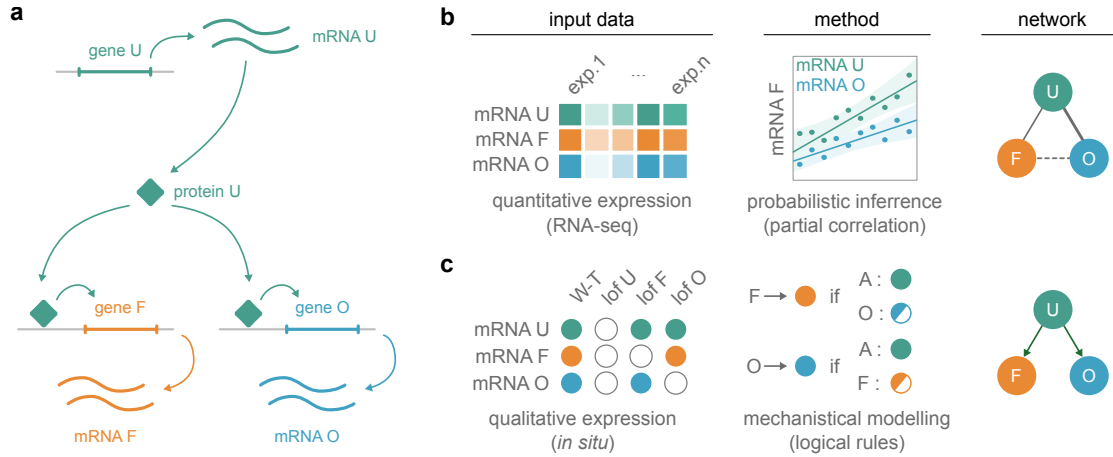 a
gene U
mRNA U
protein U
gene F
gene O
mRNA F
mRNA O
b
input data
method
network
exp.1
...
exp.n
mRNA U
mRNA F
mRNA O
quantitative expression
(RNA-seq)
mRNA F
mRNA U
mRNA O
probabilistic inferrence
(partial correlation)
U
F
O
c
W-T
lof U
lof F
lof O
mRNA U
mRNA F
mRNA O
qualitative expression
(in situ)
F if A :
O :
O if A :
F :
mechanistical modelling
(logical rules)
U
F
O